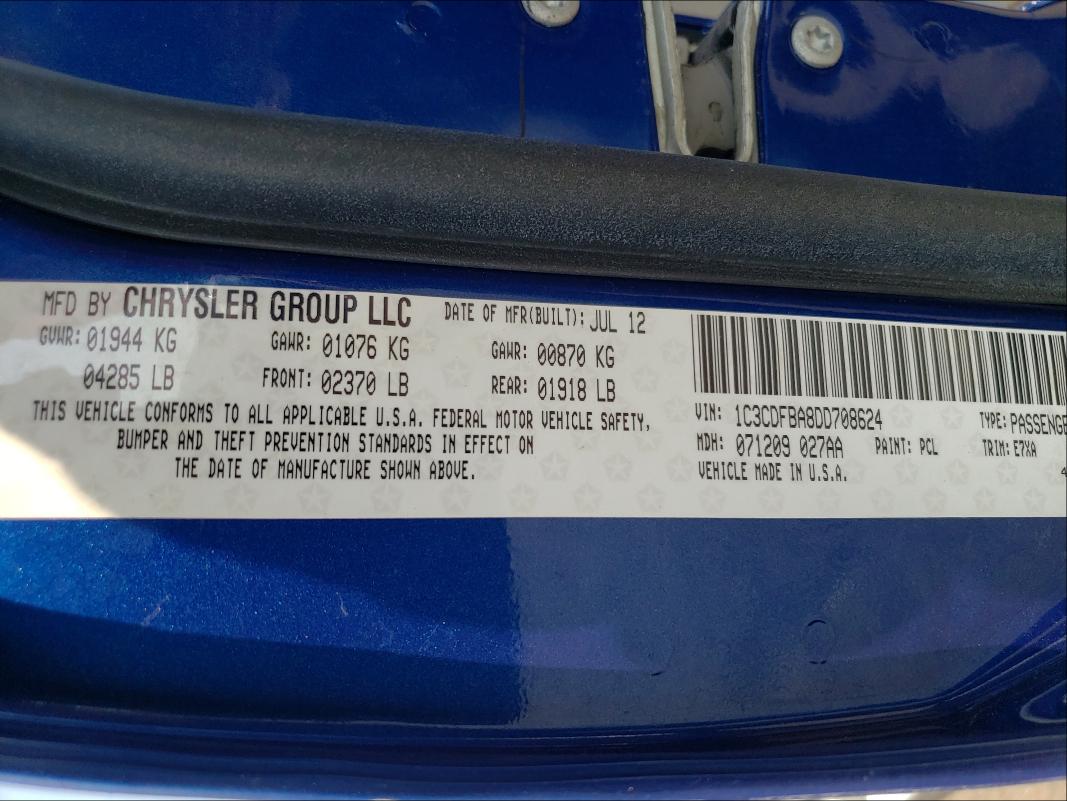 MFD BY CHRYSLER GROUP LLC DATE OF MFR(BUILT): JUL 12
GVWR: 01944 KG GAWR: 01076 KG GAWR: 00870 KG
04285 LB FRONT: 02370 LB REAR: 01918 LB
THIS VEHICLE CONFORMS TO ALL APPLICABLE U.S.A. FEDERAL MOTOR VEHICLE SAFETY,
BUMPER AND THEFT PREVENTION STANDARDS IN EFFECT ON
THE DATE OF MANUFACTURE SHOWN ABOVE.
VIN: 1C3CDFBA8DD708624 TYPE: PASSENGE
MDH: 071209 027AA PAINT: PCL TRIM: E7XA
VEHICLE MADE IN U.S.A. 4